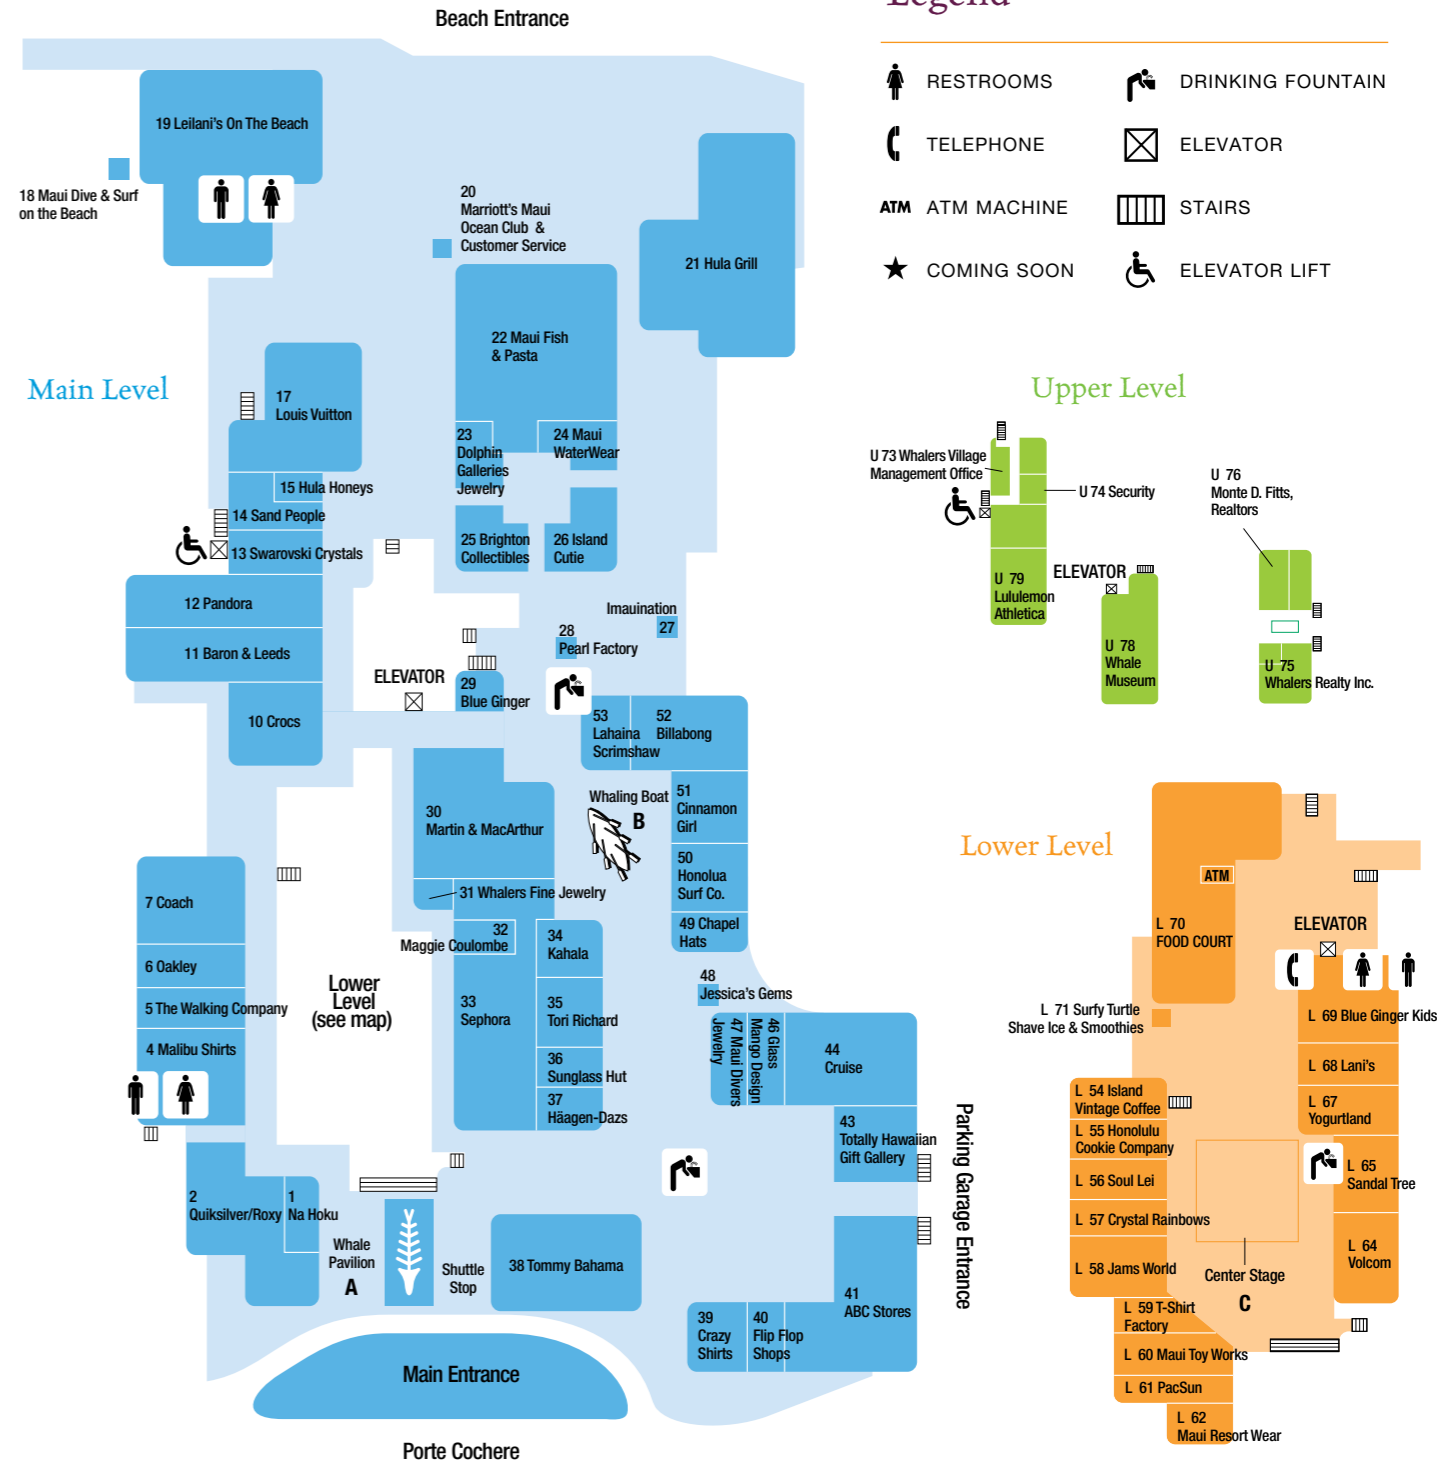 Beach Entrance
Legend
RESTROOMS
DRINKING FOUNTAIN
TELEPHONE
ELEVATOR
ATM ATM MACHINE
STAIRS
COMING SOON
ELEVATOR LIFT
Main Level
19 Leilani's On The Beach
18 Maui Dive & Surf
on the Beach
20
Marriott's Maui
Ocean Club &
Customer Service
21 Hula Grill
22 Maui Fish
& Pasta
17
Louis Vuitton
23
Dolphin
Galleries
Jewelry
24 Maui
WaterWear
15 Hula Honeys
14 Sand People
13 Swarovski Crystals
25 Brighton
Collectibles
26 Island
Cutie
12 Pandora
11 Baron & Leeds
Imauination
27
28
Pearl Factory
ELEVATOR
29
Blue Ginger
10 Crocs
53
Lahaina
Scrimshaw
52
Billabong
Whaling Boat
B
51
Cinnamon
Girl
30
Martin & MacArthur
50
Honolua
Surf Co.
31 Whalers Fine Jewelry
7 Coach
49 Chapel
Hats
32
Maggie Coulombe
34
Kahala
6 Oakley
Lower
Level
(see map)
48
Jessica's Gems
5 The Walking Company
33
Sephora
35
Tori Richard
4 Malibu Shirts
47 Maui Divers
Jewelry
46 Glass
Mango Design
44
Cruise
36
Sunglass Hut
37
Häagen-Dazs
43
Totally Hawaiian
Gift Gallery
Parking Garage Entrance
2
Quiksilver/Roxy
1
Na Hoku
Whale
Pavilion
A
Shuttle
Stop
38 Tommy Bahama
41
ABC Stores
39
Crazy
Shirts
40
Flip Flop
Shops
Main Entrance
Porte Cochere
Upper Level
U 73 Whalers Village
Management Office
U 74 Security
U 76
Monte D. Fitts,
Realtors
U 79
Lululemon
Athletica
ELEVATOR
U 78
Whale
Museum
U 75
Whalers Realty Inc.
Lower Level
ATM
L 70
FOOD COURT
ELEVATOR
L 71 Surfy Turtle
Shave Ice & Smoothies
L 69 Blue Ginger Kids
L 68 Lani's
L 54 Island
Vintage Coffee
L 67
Yogurtland
L 55 Honolulu
Cookie Company
L 56 Soul Lei
L 65
Sandal Tree
L 57 Crystal Rainbows
L 58 Jams World
L 64
Volcom
Center Stage
C
L 59 T-Shirt
Factory
L 60 Maui Toy Works
L 61 PacSun
L 62
Maui Resort Wear